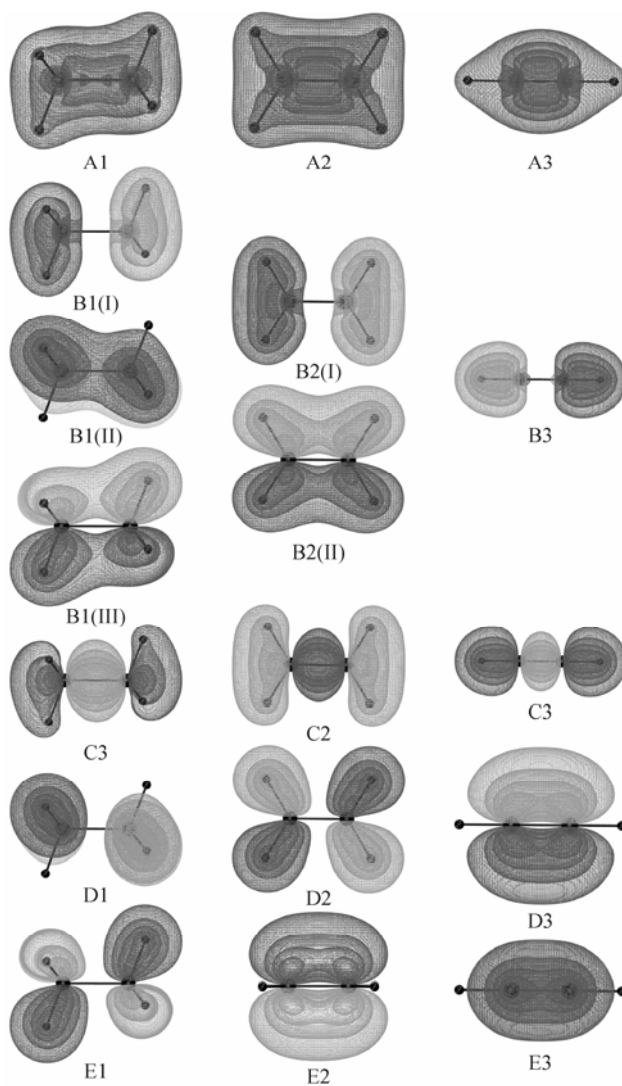 A1 A2 A3
B1(I)
B2(I)
B1(II) B3
B2(II)
B1(III)
C3 C2 C3
D1 D2 D3
E1 E2 E3